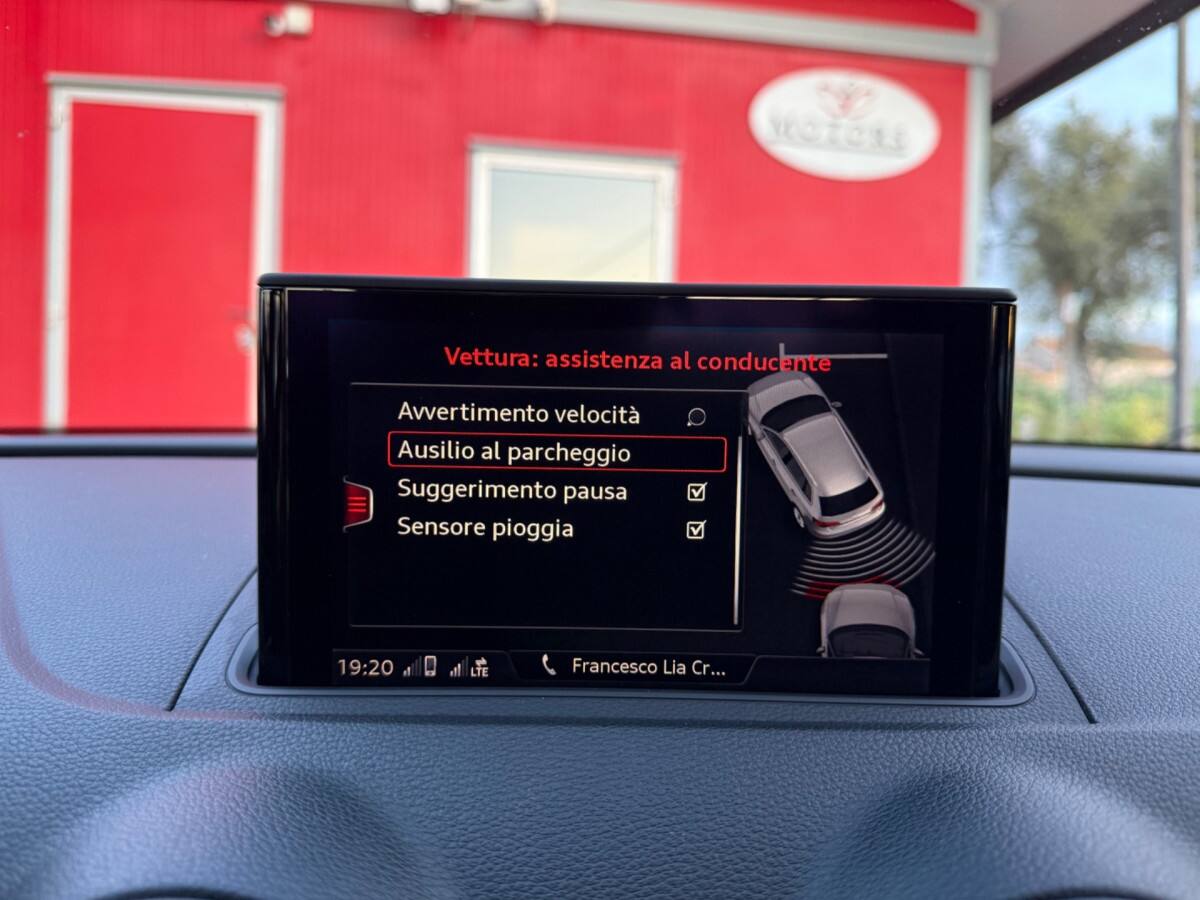 MOTORE
Vettura: assistenza al conducente
Avvertimento velocità
Ausilio al parcheggio
Suggerimento pausa
Sensore pioggia
19:20 LTE Francesco Lia Cr...